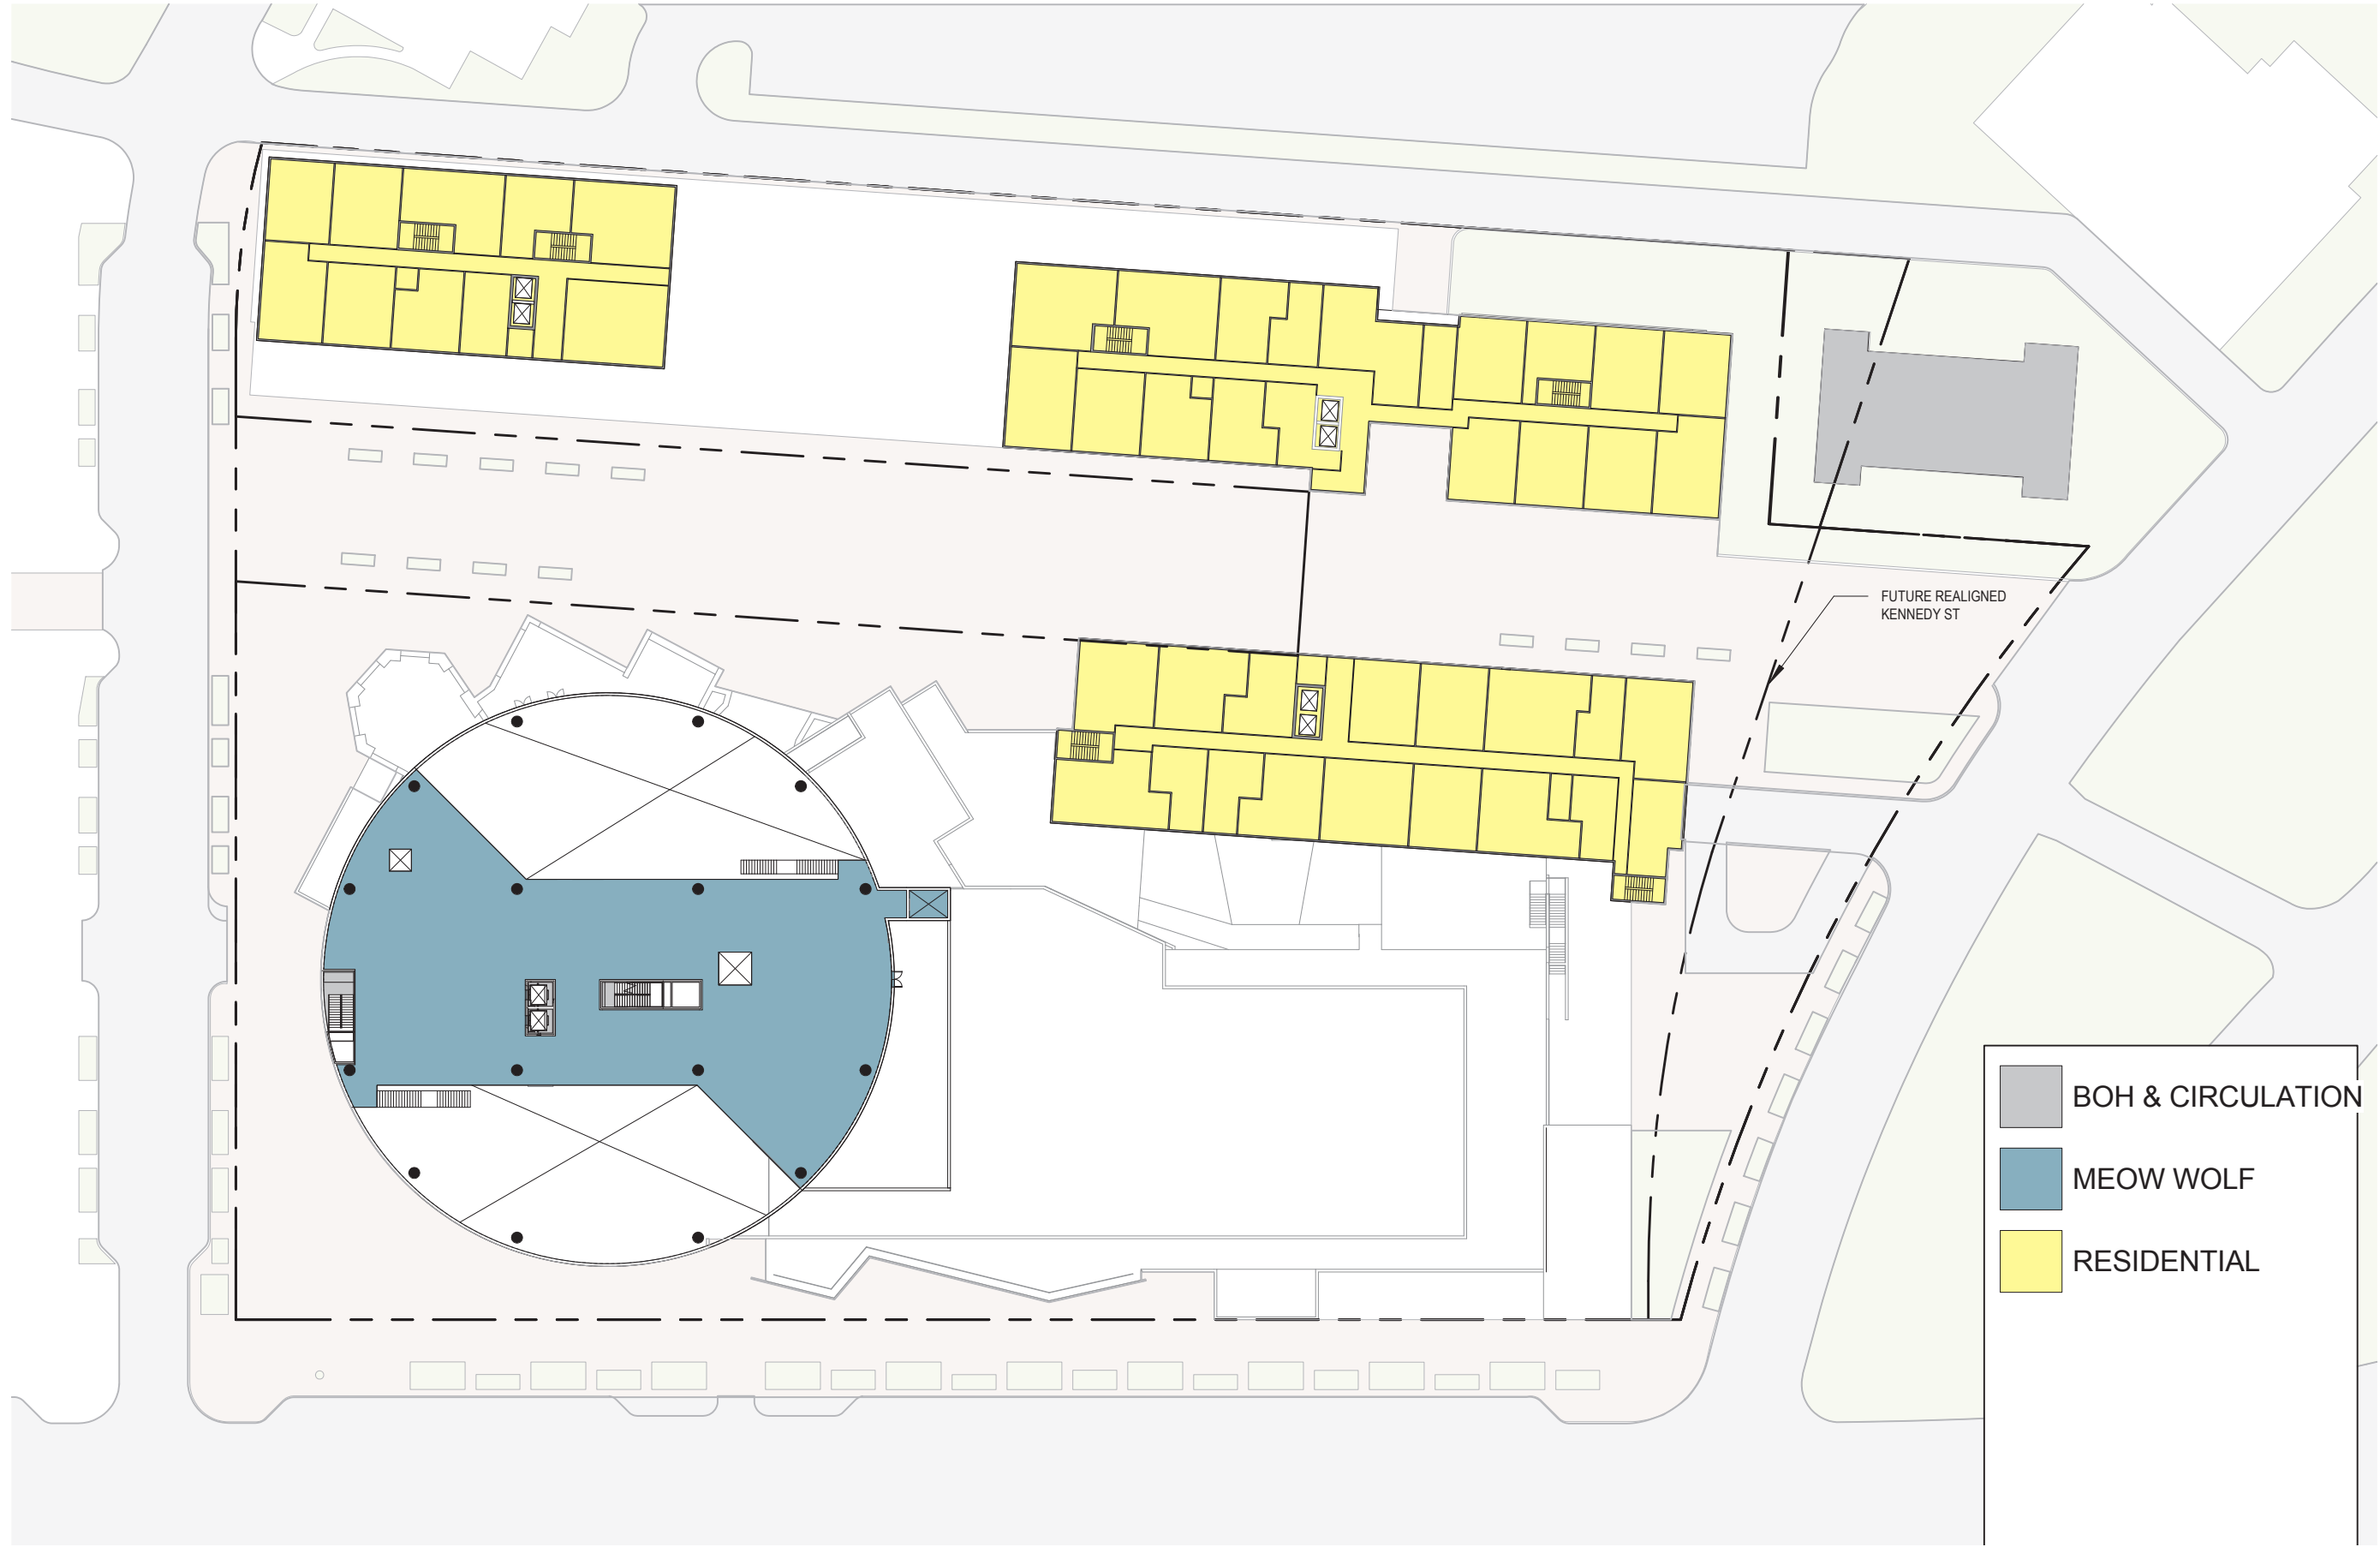 FUTURE REALIGNED
KENNEDY ST
BOH & CIRCULATION
MEOW WOLF
RESIDENTIAL